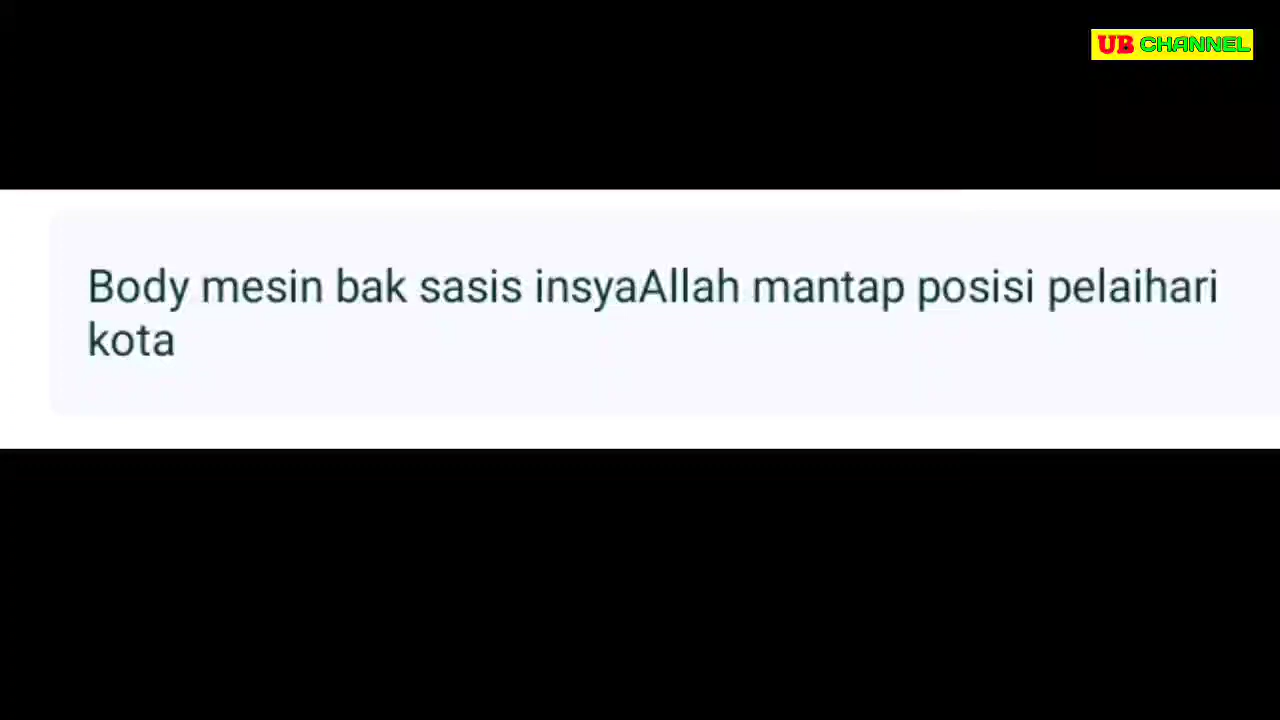 UB CHANNEL
Body mesin bak sasis insyaAllah mantap posisi pelaihari
kota